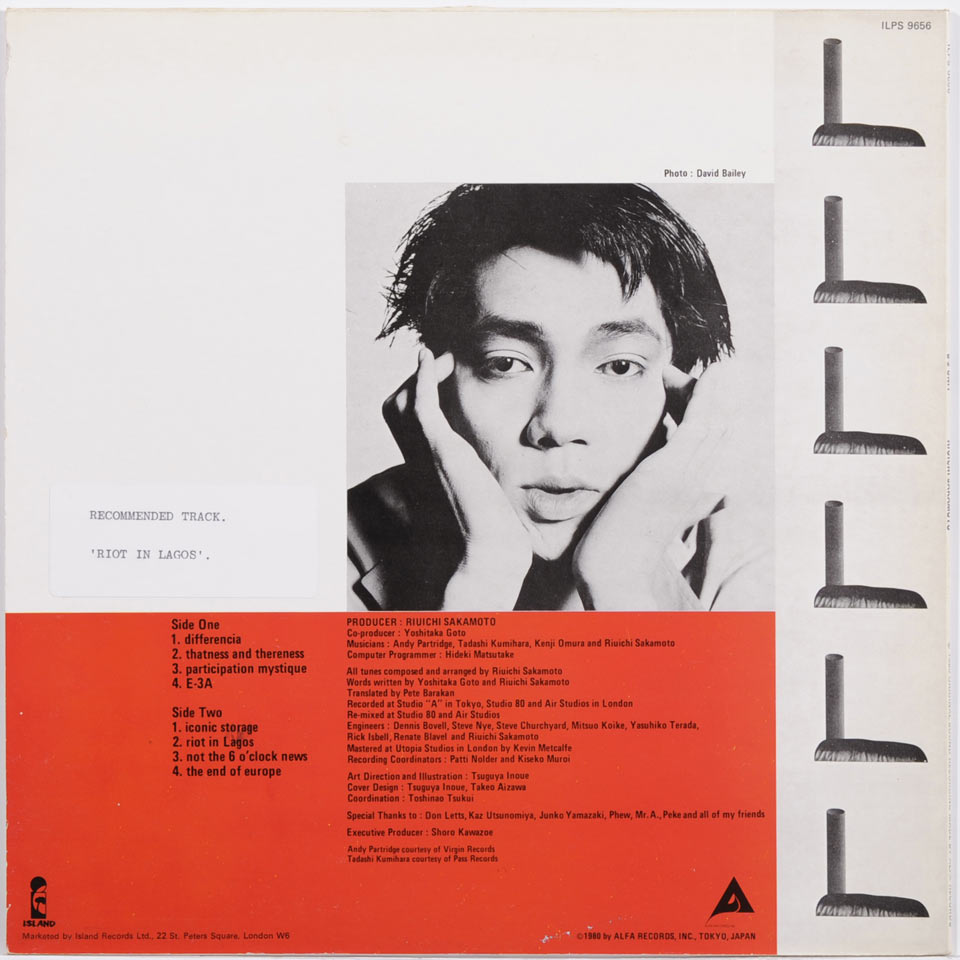 ILPS 9656
Photo : David Bailey
RECOMMENDED TRACK.
'RIOT IN LAGOS'.
Side One
1. differencia
2. thatness and thereness
3. participation mystique
4. E-3A
Side Two
1. iconic storage
2. riot in Lagos
3. not the 6 o'clock news
4. the end of europe
PRODUCER : RIUICHI SAKAMOTO
Co-producer : Yoshitaka Goto
Musicians : Andy Partridge, Tadashi Kumihara, Kenji Omura and Riuichi Sakamoto
Computer Programmer : Hideki Matsutake
All tunes composed and arranged by Riuichi Sakamoto
Words written by Yoshitaka Goto and Riuichi Sakamoto
Translated by Pete Barakan
Recorded at Studio "A" in Tokyo, Studio 80 and Air Studios in London
Re-mixed at Studio 80 and Air Studios
Engineers : Dennis Bovell, Steve Nye, Steve Churchyard, Mitsuo Koike, Yasuhiko Terada,
Rick Isbell, Renate Blavel and Riuichi Sakamoto
Mastered at Utopia Studios in London by Kevin Metcalfe
Recording Coordinators : Patti Nolder and Kiseko Muroi
Art Direction and Illustration : Tsuguya Inoue
Cover Design : Tsuguya Inoue, Takeo Aizawa
Coordination : Toshinao Tsukui
Special Thanks to : Don Letts, Kaz Utsunomiya, Junko Yamazaki, Phew, Mr. A., Peke and all of my friends
Executive Producer : Shoro Kawazoe
Andy Partridge courtesy of Virgin Records
Tadashi Kumihara courtesy of Pass Records
ISLAND
Marketed by Island Records Ltd., 22 St. Peters Square, London W6
©1980 by ALFA RECORDS, INC., TOKYO, JAPAN